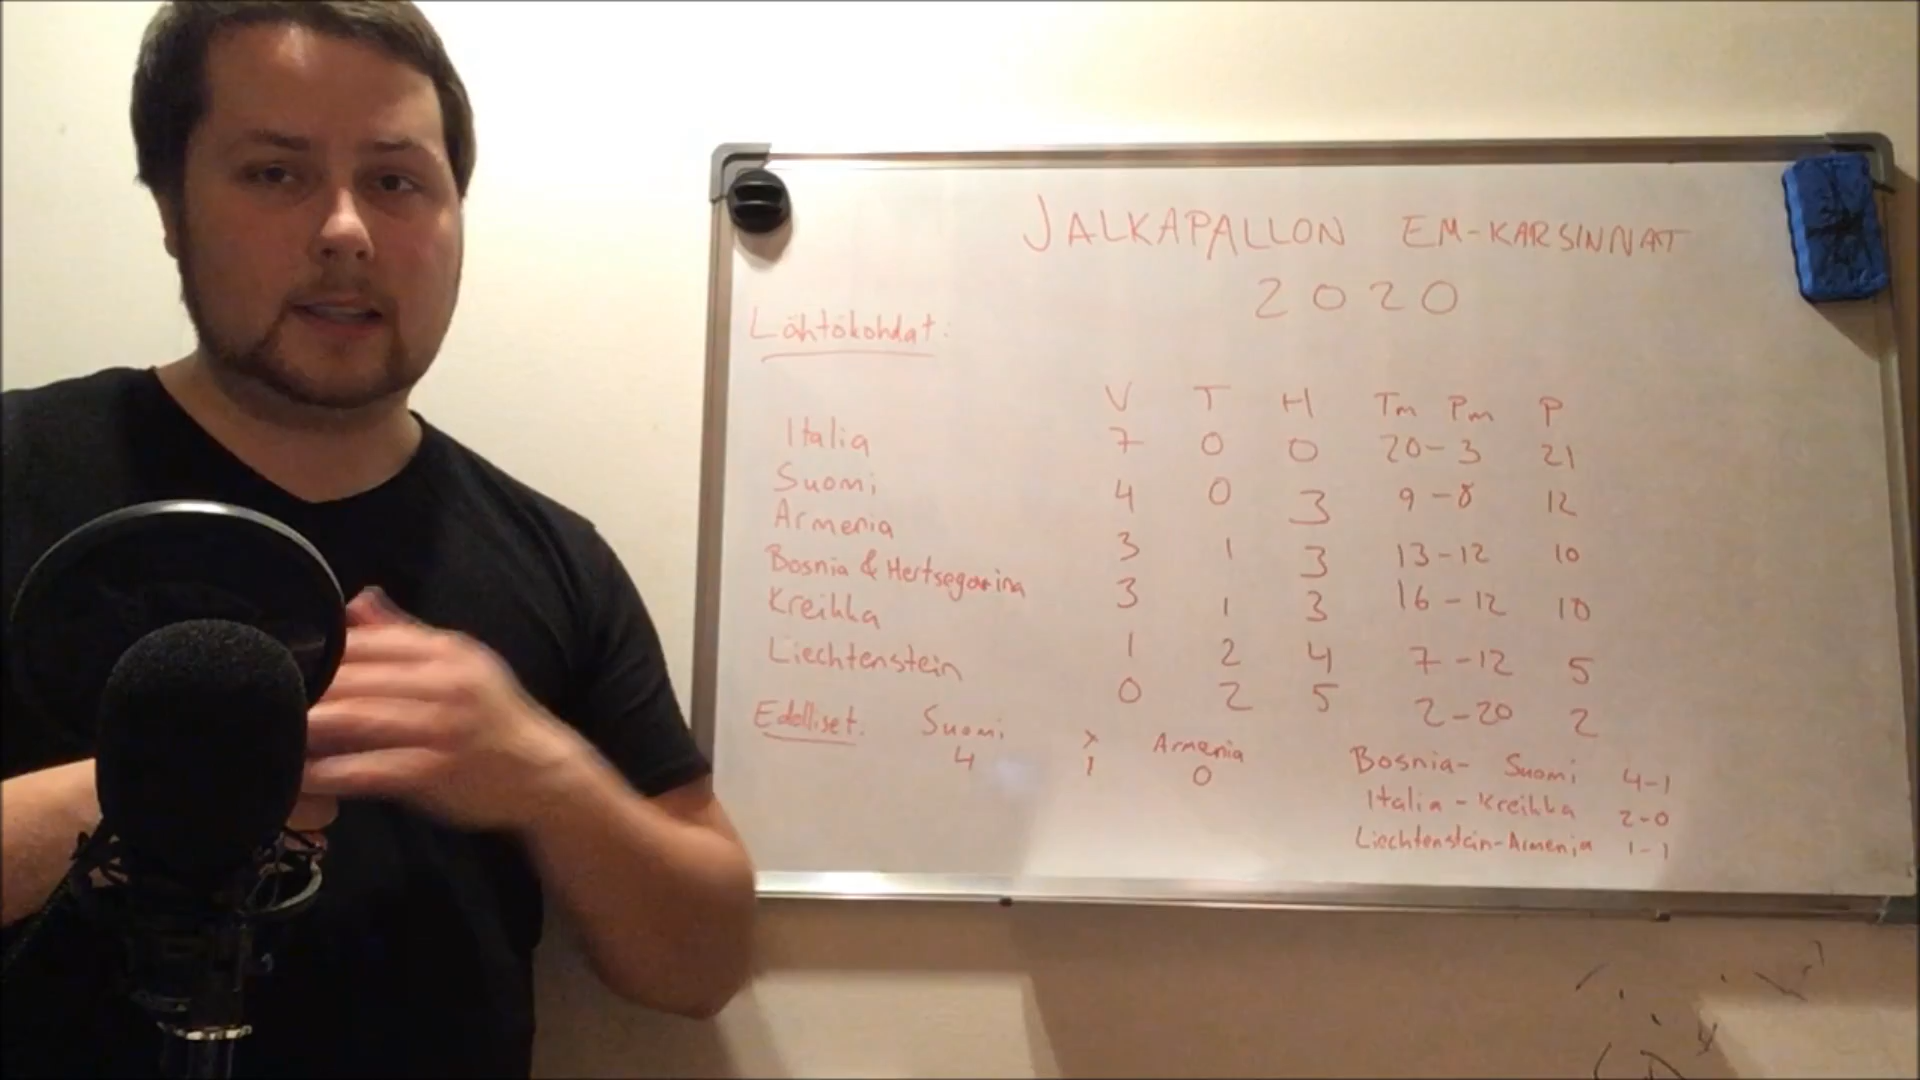 JALKAPALLON EM-KARSINNAT
2020
Lähtökohdat:
V T H Tm Pm P
Italia 7 0 0 20-3 21
Suomi 4 0 3 9-8 12
Armenia 3 1 3 13-12 10
Bosnia & Hertsegovina 3 1 3 16-12 10
Kreikka 1 2 4 7-12 5
Liechtenstein 0 2 5 2-20 2
Edelliset: Suomi x Armenia
4 1 0
Bosnia- Suomi 4-1
Italia - Kreikka 2-0
Liechtenstein-Armenia 1-1